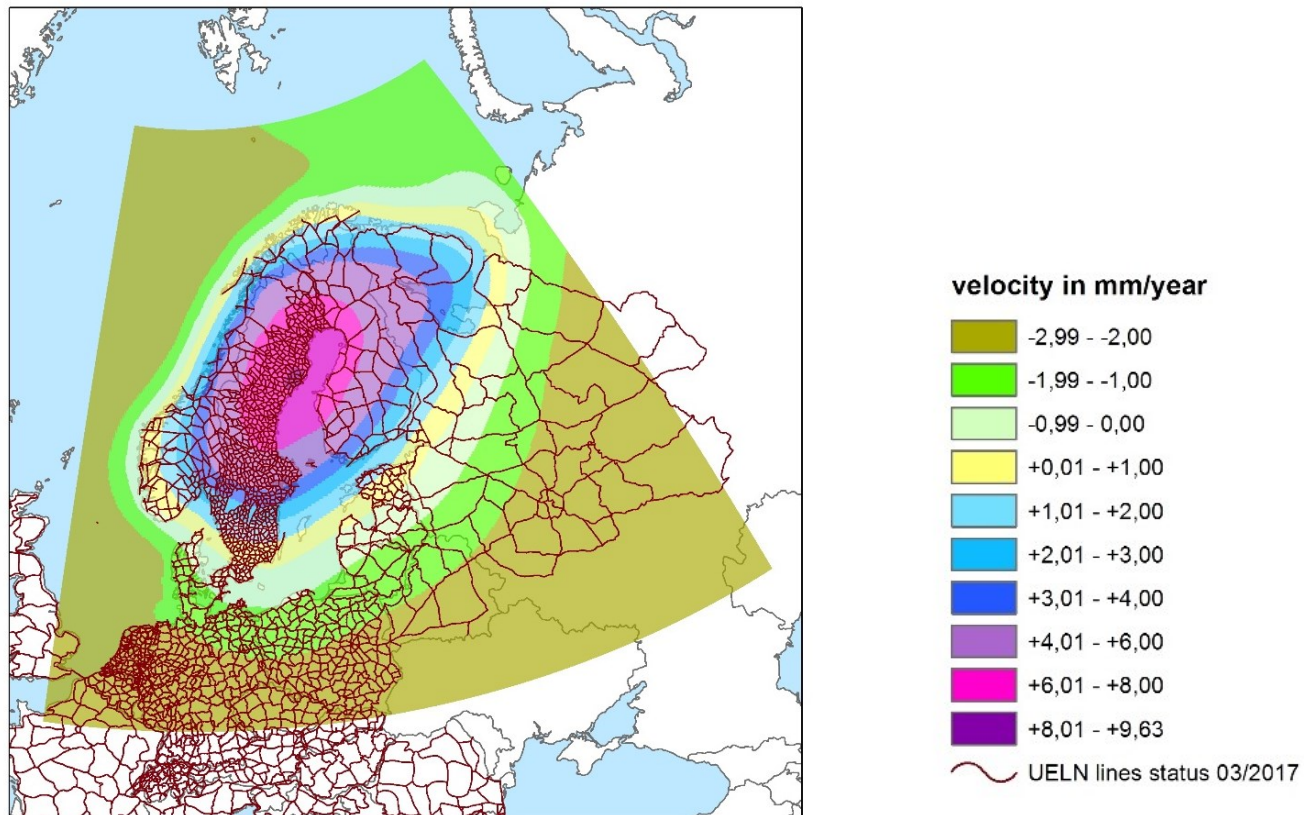 velocity in mm/year
-2,99 - -2,00
-1,99 - -1,00
-0,99 - 0,00
+0,01 - +1,00
+1,01 - +2,00
+2,01 - +3,00
+3,01 - +4,00
+4,01 - +6,00
+6,01 - +8,00
+8,01 - +9,63
UELN lines status 03/2017